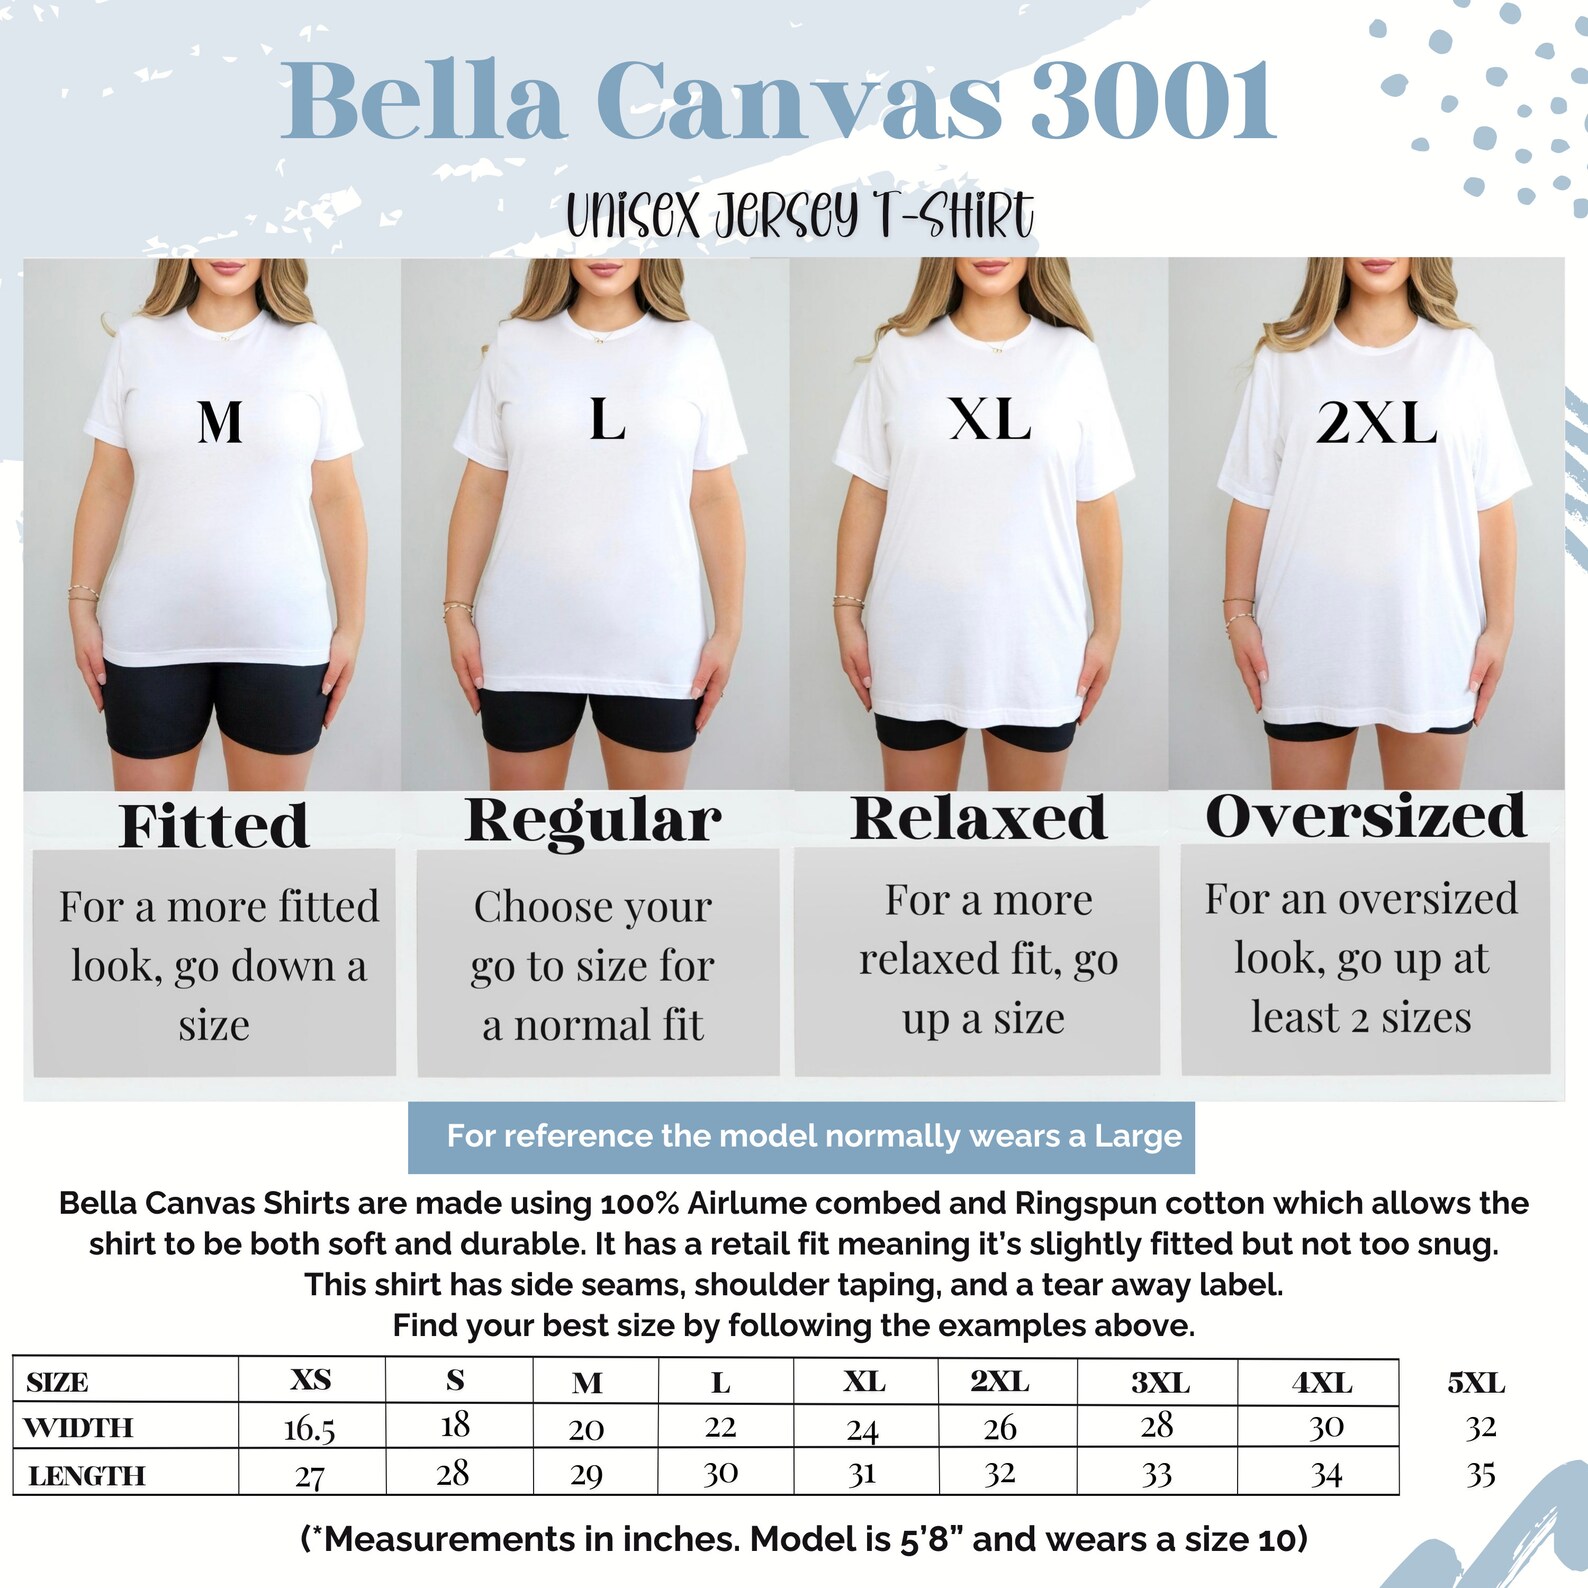 Bella Canvas 3001
UNISEX JERSEY T-SHIRT
M
L
XL
2XL
Fitted
For a more fitted
look, go down a
size
Regular
Choose your
go to size for
a normal fit
Relaxed
For a more
relaxed fit, go
up a size
Oversized
For an oversized
look, go up at
least 2 sizes
For reference the model normally wears a Large
Bella Canvas Shirts are made using 100% Airlume combed and Ringspun cotton which allows the
shirt to be both soft and durable. It has a retail fit meaning it’s slightly fitted but not too snug.
This shirt has side seams, shoulder taping, and a tear away label.
Find your best size by following the examples above.
SIZE XS S M L XL 2XL 3XL 4XL 5XL
WIDTH 16.5 18 20 22 24 26 28 30 32
LENGTH 27 28 29 30 31 32 33 34 35
(*Measurements in inches. Model is 5’8” and wears a size 10)